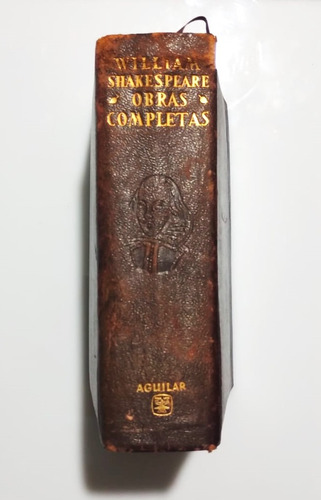 WILLIAM
SHAKESPEARE
• OBRAS •
COMPLETAS
AGUILAR